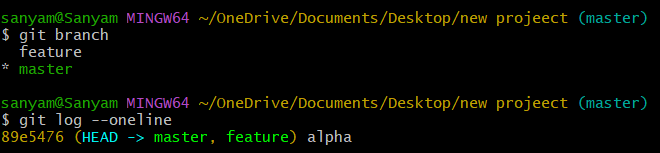 sanyam@Sanyam MINGW64 ~/OneDrive/Documents/Desktop/new projeect (master)
$ git branch
  feature
* master

sanyam@Sanyam MINGW64 ~/OneDrive/Documents/Desktop/new projeect (master)
$ git log --oneline
89e5476 (HEAD -> master, feature) alpha